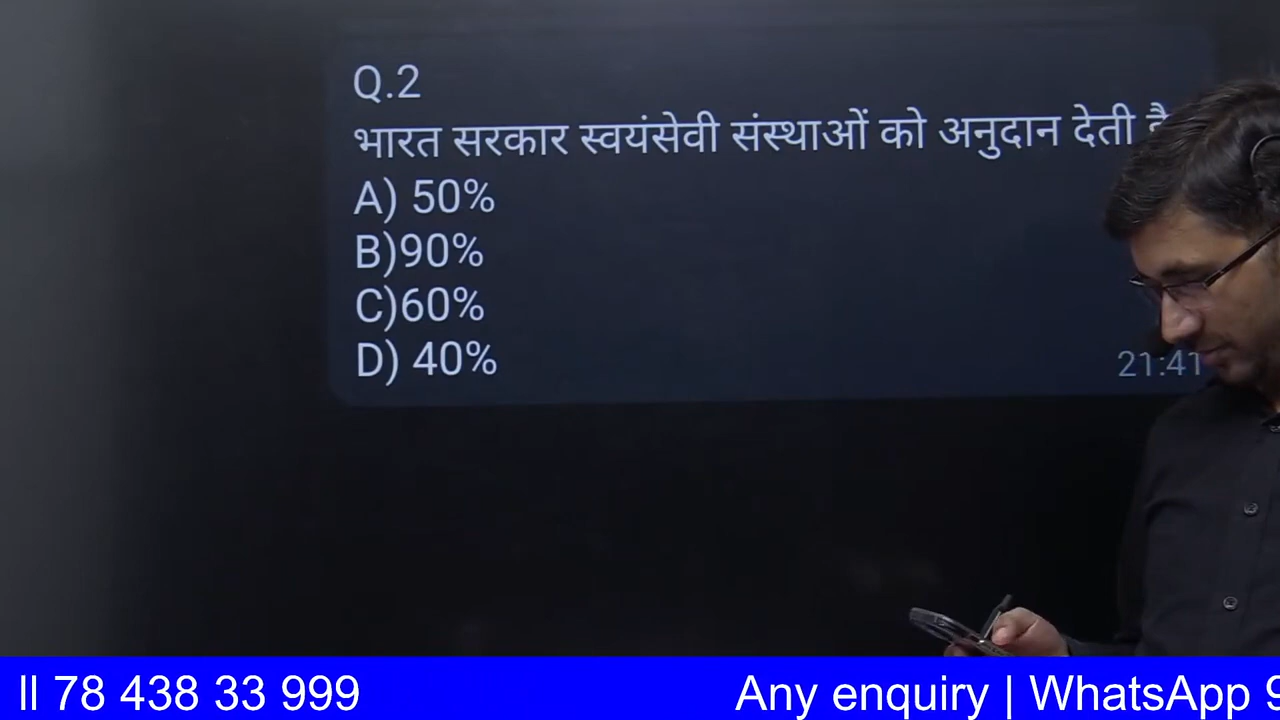 Q.2
भारत सरकार स्वयंसेवी संस्थाओं को अनुदान देती
A) 50%
B)90%
C)60%
D) 40%
21:41
ll 78 438 33 999
Any enquiry | WhatsApp 9